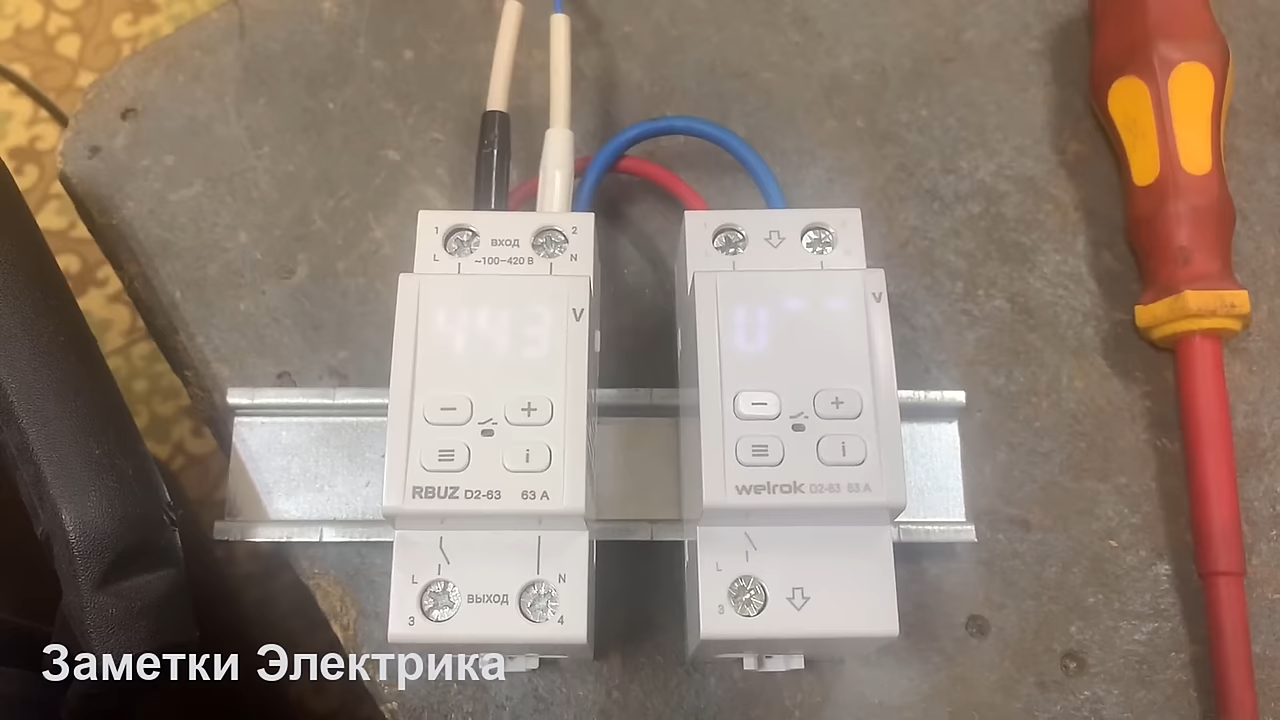 1 ВХОД 2
L ~100–420 В N
443 V
− +
≡ i
RBUZ D2-63 63 A
L N
3 ВЫХОД 4
V
U
− +
≡ i
welrok D2-63 63 A
L
3
Заметки Электрика